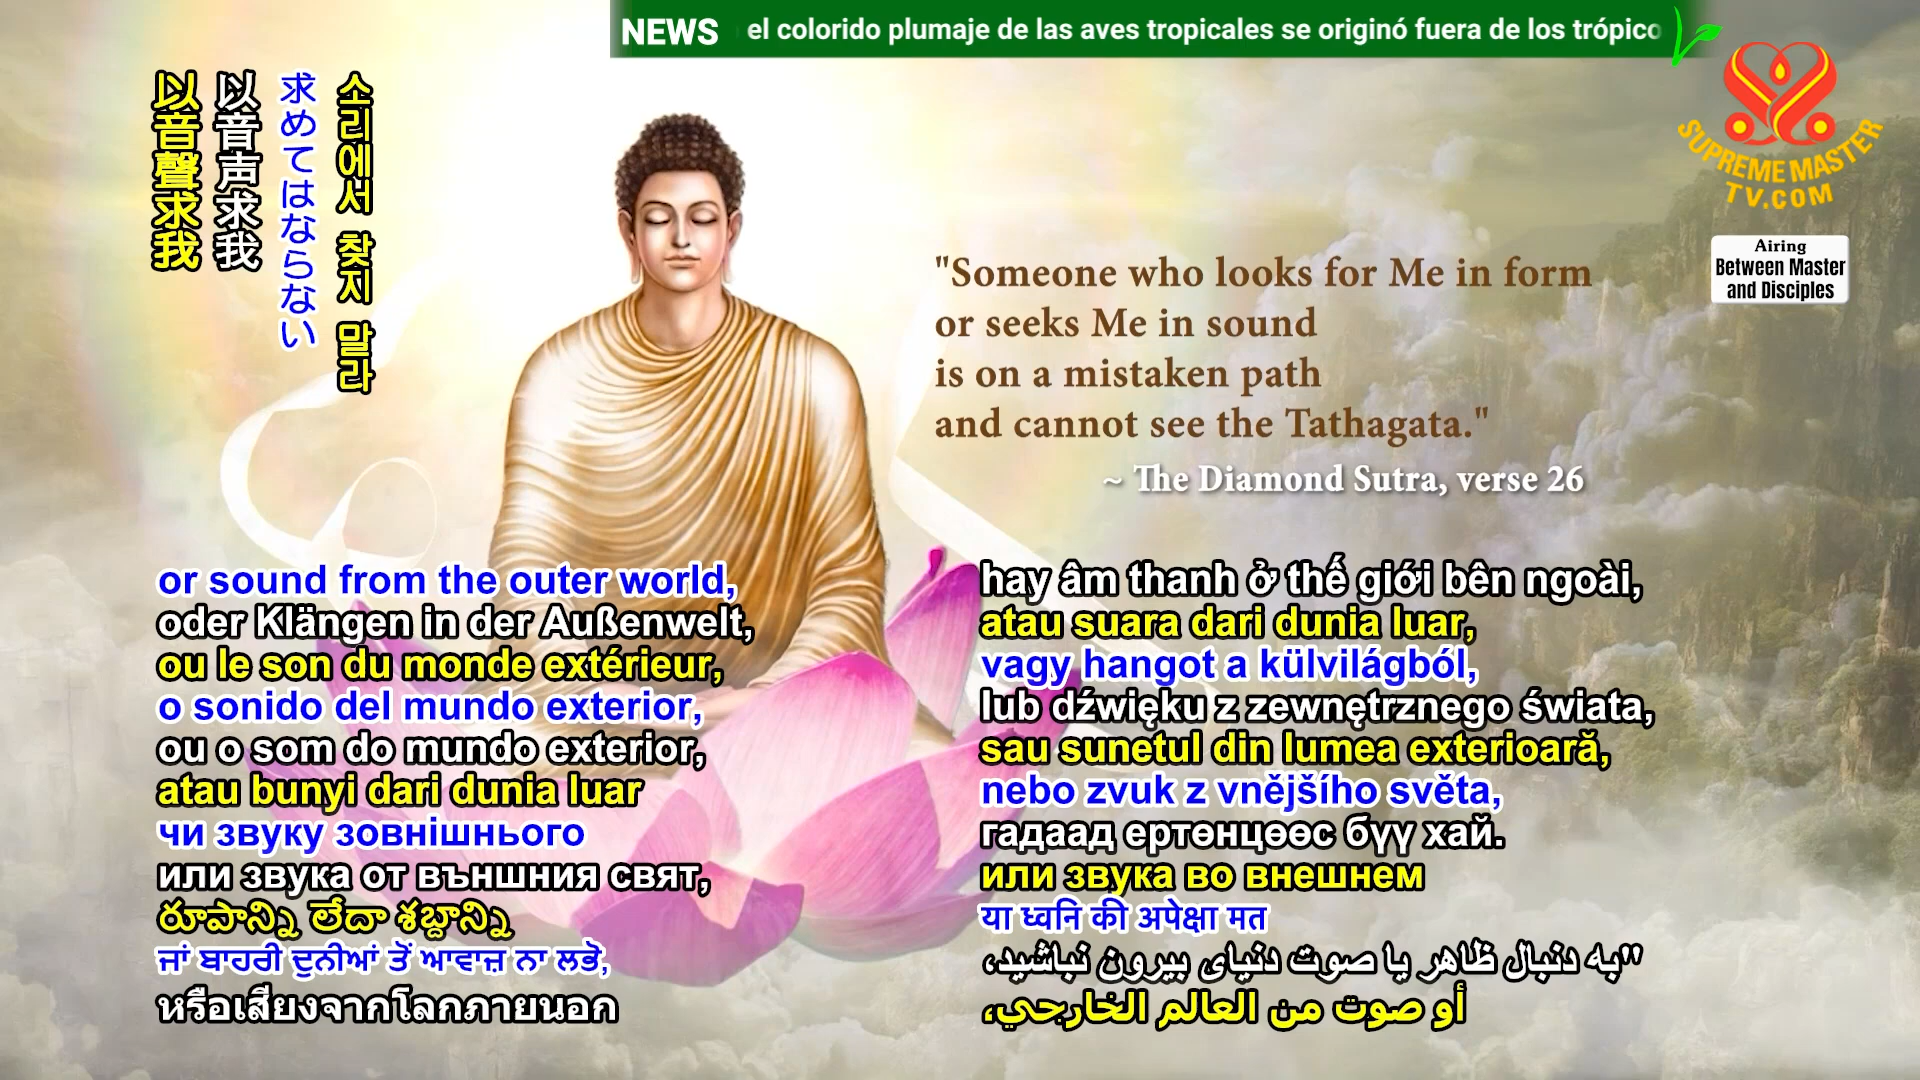 NEWS el colorido plumaje de las aves tropicales se originó fuera de los trópico
SUPREME MASTER
TV.COM
Airing
Between Master
and Disciples
以音聲求我
以音声求我
求めてはならない
소리에서 찾지 말라
"Someone who looks for Me in form
or seeks Me in sound
is on a mistaken path
and cannot see the Tathagata."
~ The Diamond Sutra, verse 26
or sound from the outer world,
oder Klängen in der Außenwelt,
ou le son du monde extérieur,
o sonido del mundo exterior,
ou o som do mundo exterior,
atau bunyi dari dunia luar
чи звуку зовнішнього
или звука от външния свят,
రూపాన్ని లేదా శబ్దాన్ని
ਜਾਂ ਬਾਹਰੀ ਦੁਨੀਆਂ ਤੋਂ ਆਵਾਜ਼ ਨਾ ਲਭੋ,
หรือเสียงจากโลกภายนอก
hay âm thanh ở thế giới bên ngoài,
atau suara dari dunia luar,
vagy hangot a külvilágból,
lub dźwięku z zewnętrznego świata,
sau sunetul din lumea exterioară,
nebo zvuk z vnějšího světa,
гадаад ертөнцөөс бүү хай.
или звука во внешнем
या ध्वनि की अपेक्षा मत
"به دنبال ظاهر یا صوت دنیای بیرون نباشید،
أو صوت من العالم الخارجي،